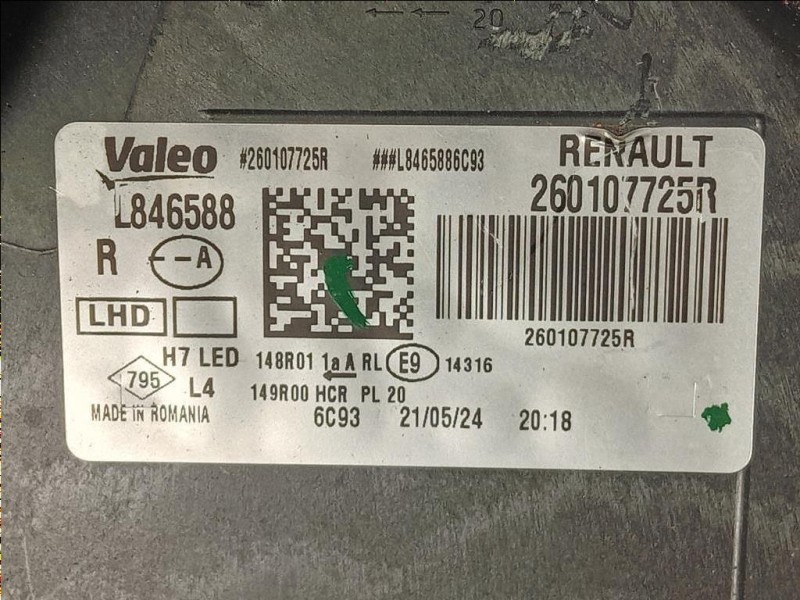 20
Valeo #260107725R ###L8465886C93 RENAULT
L846588 260107725R
R --A
LHD
260107725R
H7 LED 148R01 1a A RL E9 14316
795 L4 149R00 HCR PL 20
MADE IN ROMANIA 6C93 21/05/24 20:18